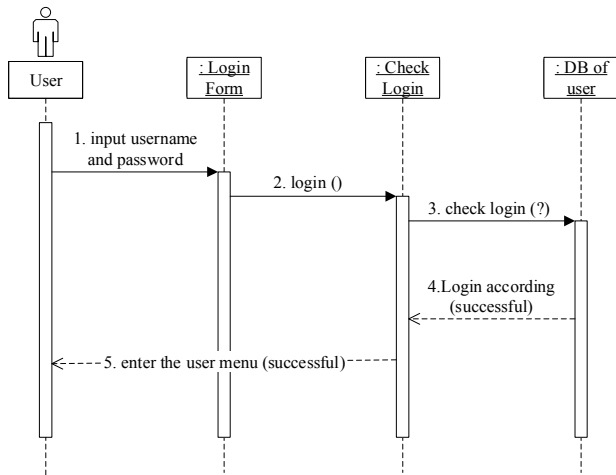 User
: Login
Form
: Check
Login
: DB of
user
1. input username
and password
2. login ()
3. check login (?)
4.Login according
(successful)
5. enter the user menu (successful)